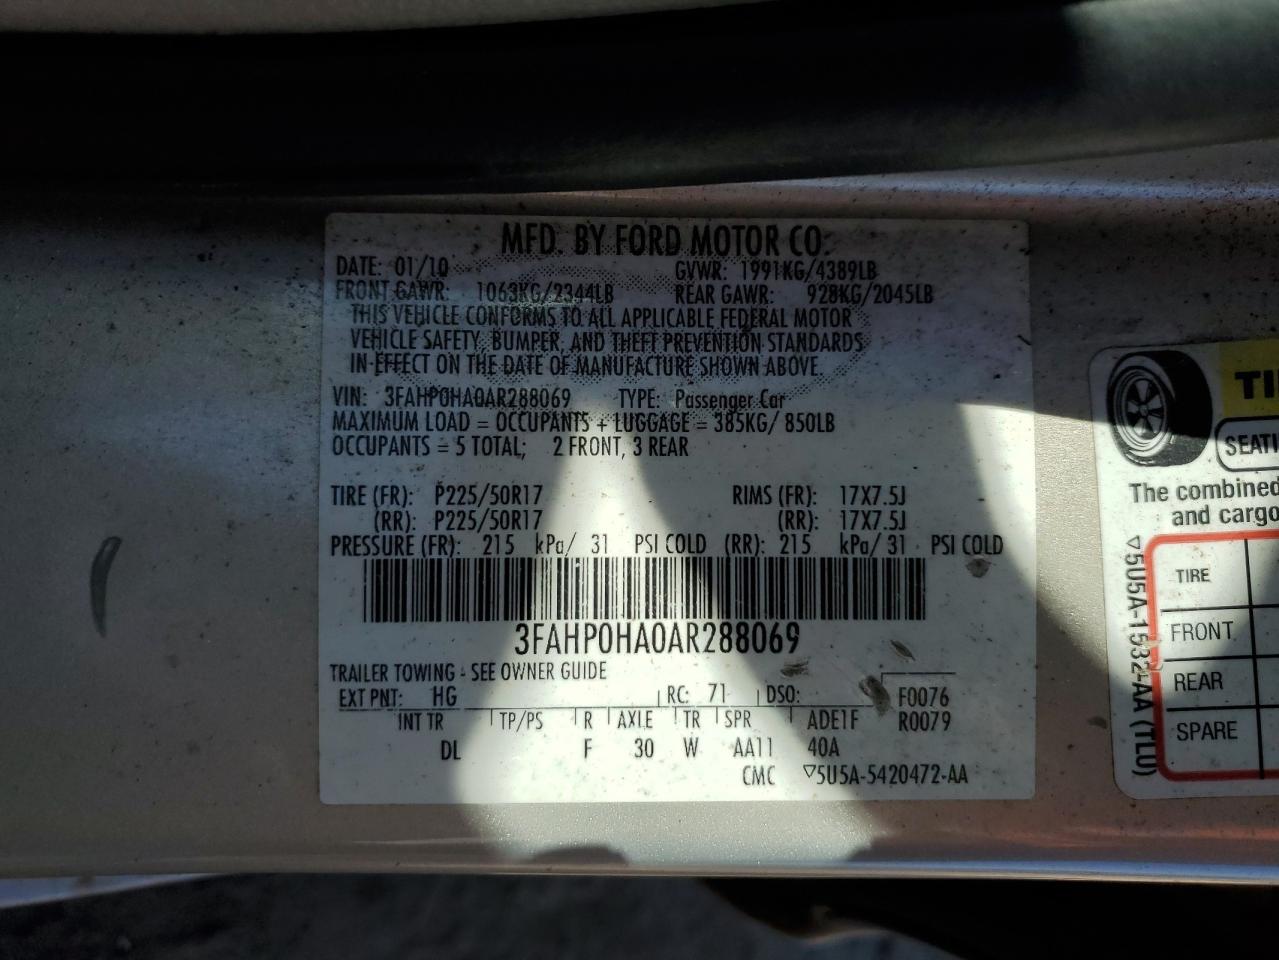 MFD. BY FORD MOTOR CO.
DATE: 01/10 GVWR: 1991KG/4389LB
FRONT GAWR: 1063KG/2344LB REAR GAWR: 928KG/2045LB
THIS VEHICLE CONFORMS TO ALL APPLICABLE FEDERAL MOTOR
VEHICLE SAFETY, BUMPER, AND THEFT PREVENTION STANDARDS
IN EFFECT ON THE DATE OF MANUFACTURE SHOWN ABOVE.
VIN: 3FAHP0HA0AR288069 TYPE: Passenger Car
MAXIMUM LOAD = OCCUPANTS + LUGGAGE = 385KG/ 850LB
OCCUPANTS = 5 TOTAL; 2 FRONT, 3 REAR
TIRE (FR): P225/50R17 RIMS (FR): 17X7.5J
(RR): P225/50R17 (RR): 17X7.5J
PRESSURE (FR): 215 kPa/ 31 PSI COLD (RR): 215 kPa/ 31 PSI COLD
3FAHP0HA0AR288069
TRAILER TOWING - SEE OWNER GUIDE
EXT PNT: HG RC: 71 DSO: F0076
INT TR TP/PS R AXLE TR SPR ADE1F R0079
DL F 30 W AA11 40A
CMC ▽5U5A-5420472-AA
SEATI
The combined
and cargo
TIRE
FRONT
REAR
SPARE
▽5U5A-1532-AA (TLU)